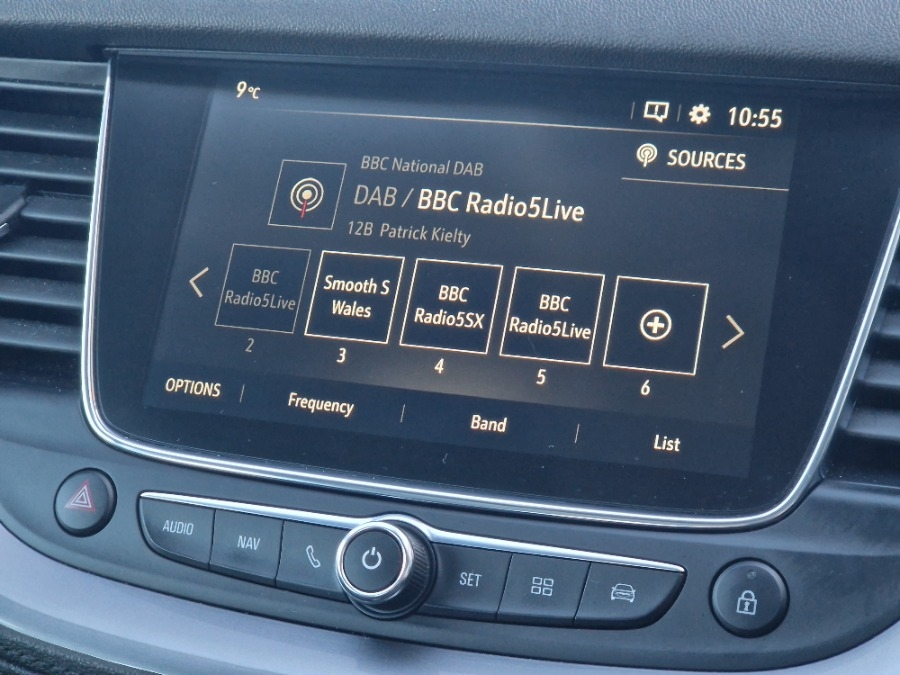 9°C
10:55
SOURCES
BBC National DAB
DAB / BBC Radio5Live
12B Patrick Kielty
BBC
Radio5Live
2
Smooth S
Wales
3
BBC
Radio5SX
4
BBC
Radio5Live
5
6
OPTIONS
Frequency
Band
List
AUDIO
NAV
SET